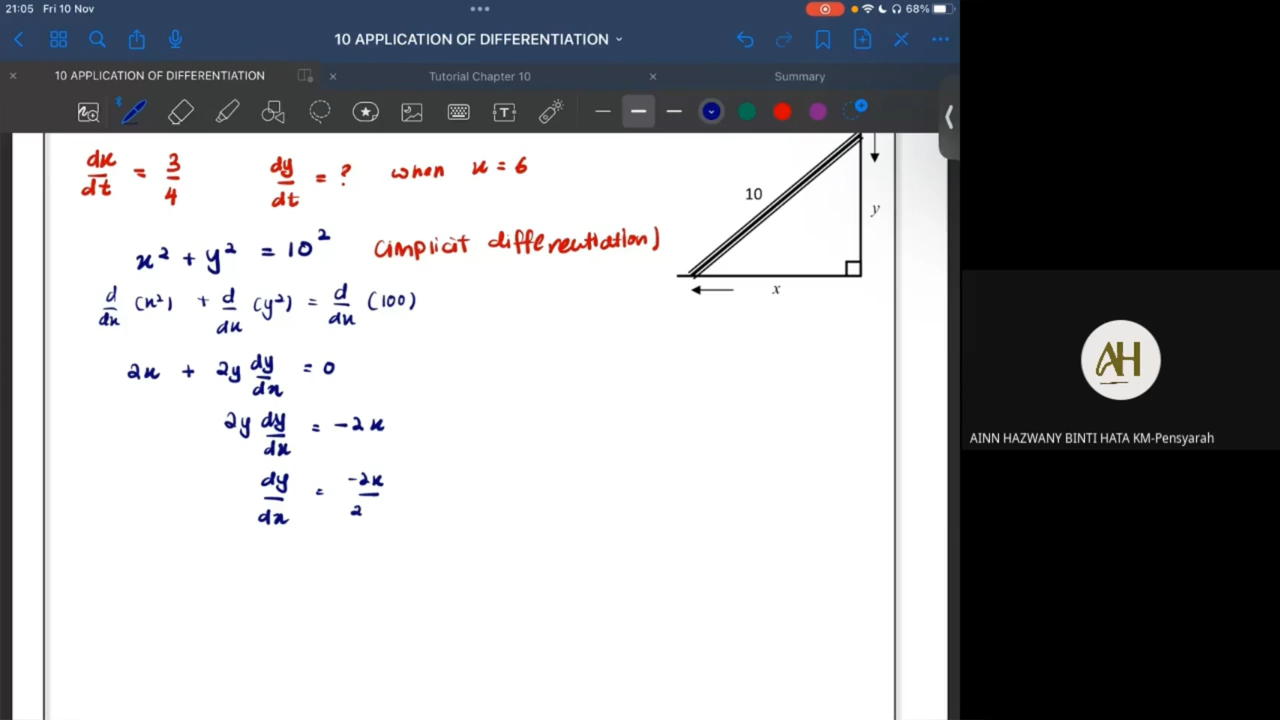 21:05 Fri 10 Nov
68%
10 APPLICATION OF DIFFERENTIATION
10 APPLICATION OF DIFFERENTIATION
Tutorial Chapter 10
Summary
dx/dt = 3/4 dy/dt = ? when x = 6
10
y
x
x² + y² = 10² (implicit differentiation)
d/dx (x²) + d/dx (y²) = d/dx (100)
2x + 2y dy/dx = 0
2y dy/dx = -2x
dy/dx = -2x/2
AH
AINN HAZWANY BINTI HATA KM-Pensyarah